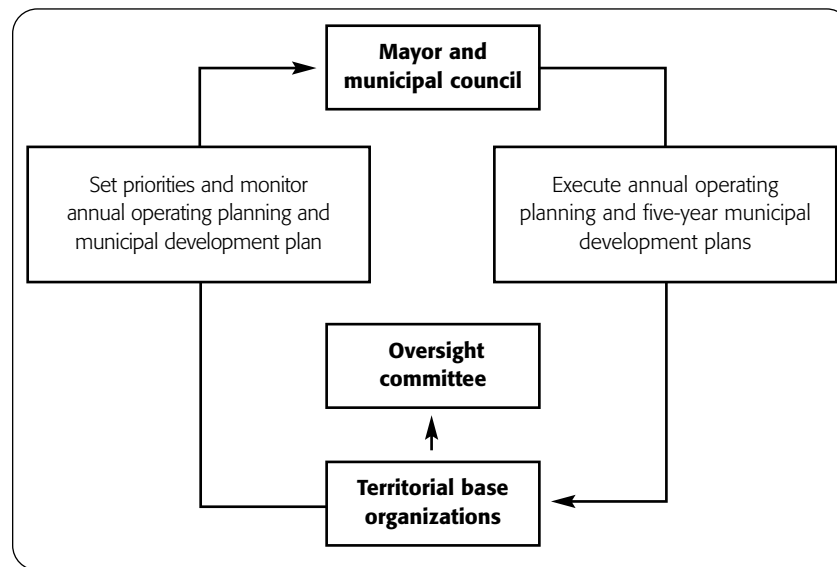 Mayor and
municipal council
Set priorities and monitor
annual operating planning and
municipal development plan
Execute annual operating
planning and five-year municipal
development plans
Oversight
committee
Territorial base
organizations